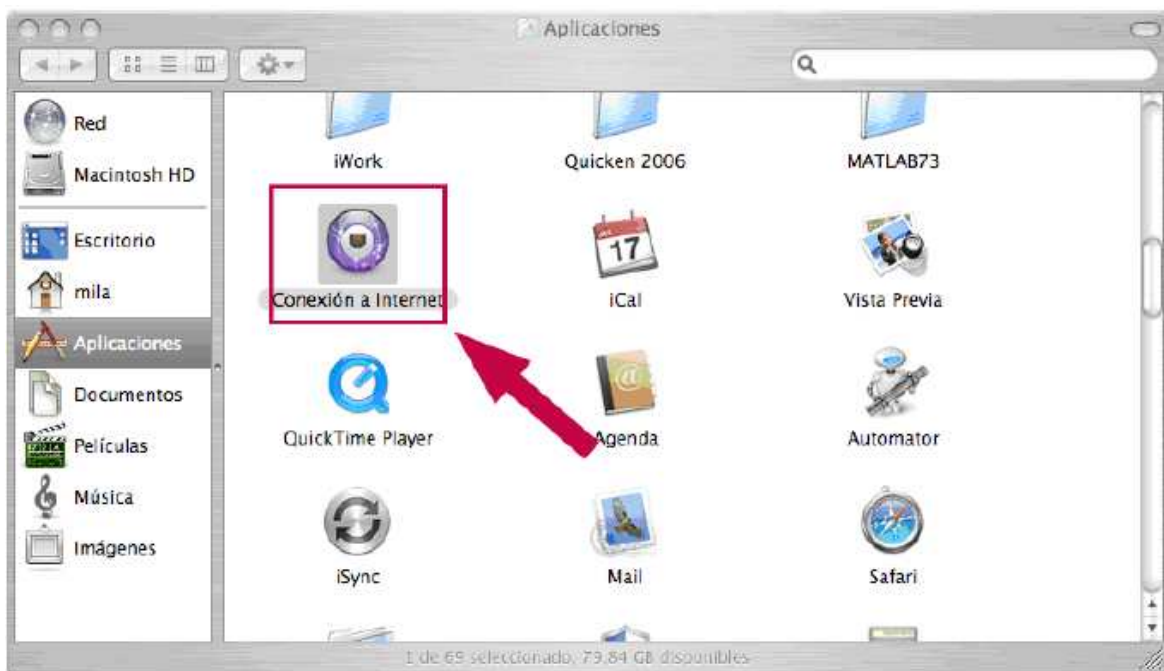 Aplicaciones
Red
Macintosh HD
Escritorio
mila
Aplicaciones
Documentos
Películas
Música
Imágenes
iWork
Quicken 2006
MATLAB73
Conexión a Internet
iCal
Vista Previa
17
QuickTime Player
Agenda
Automator
iSync
Mail
Safari
1 de 69 seleccionado, 79,84 GB disponibles